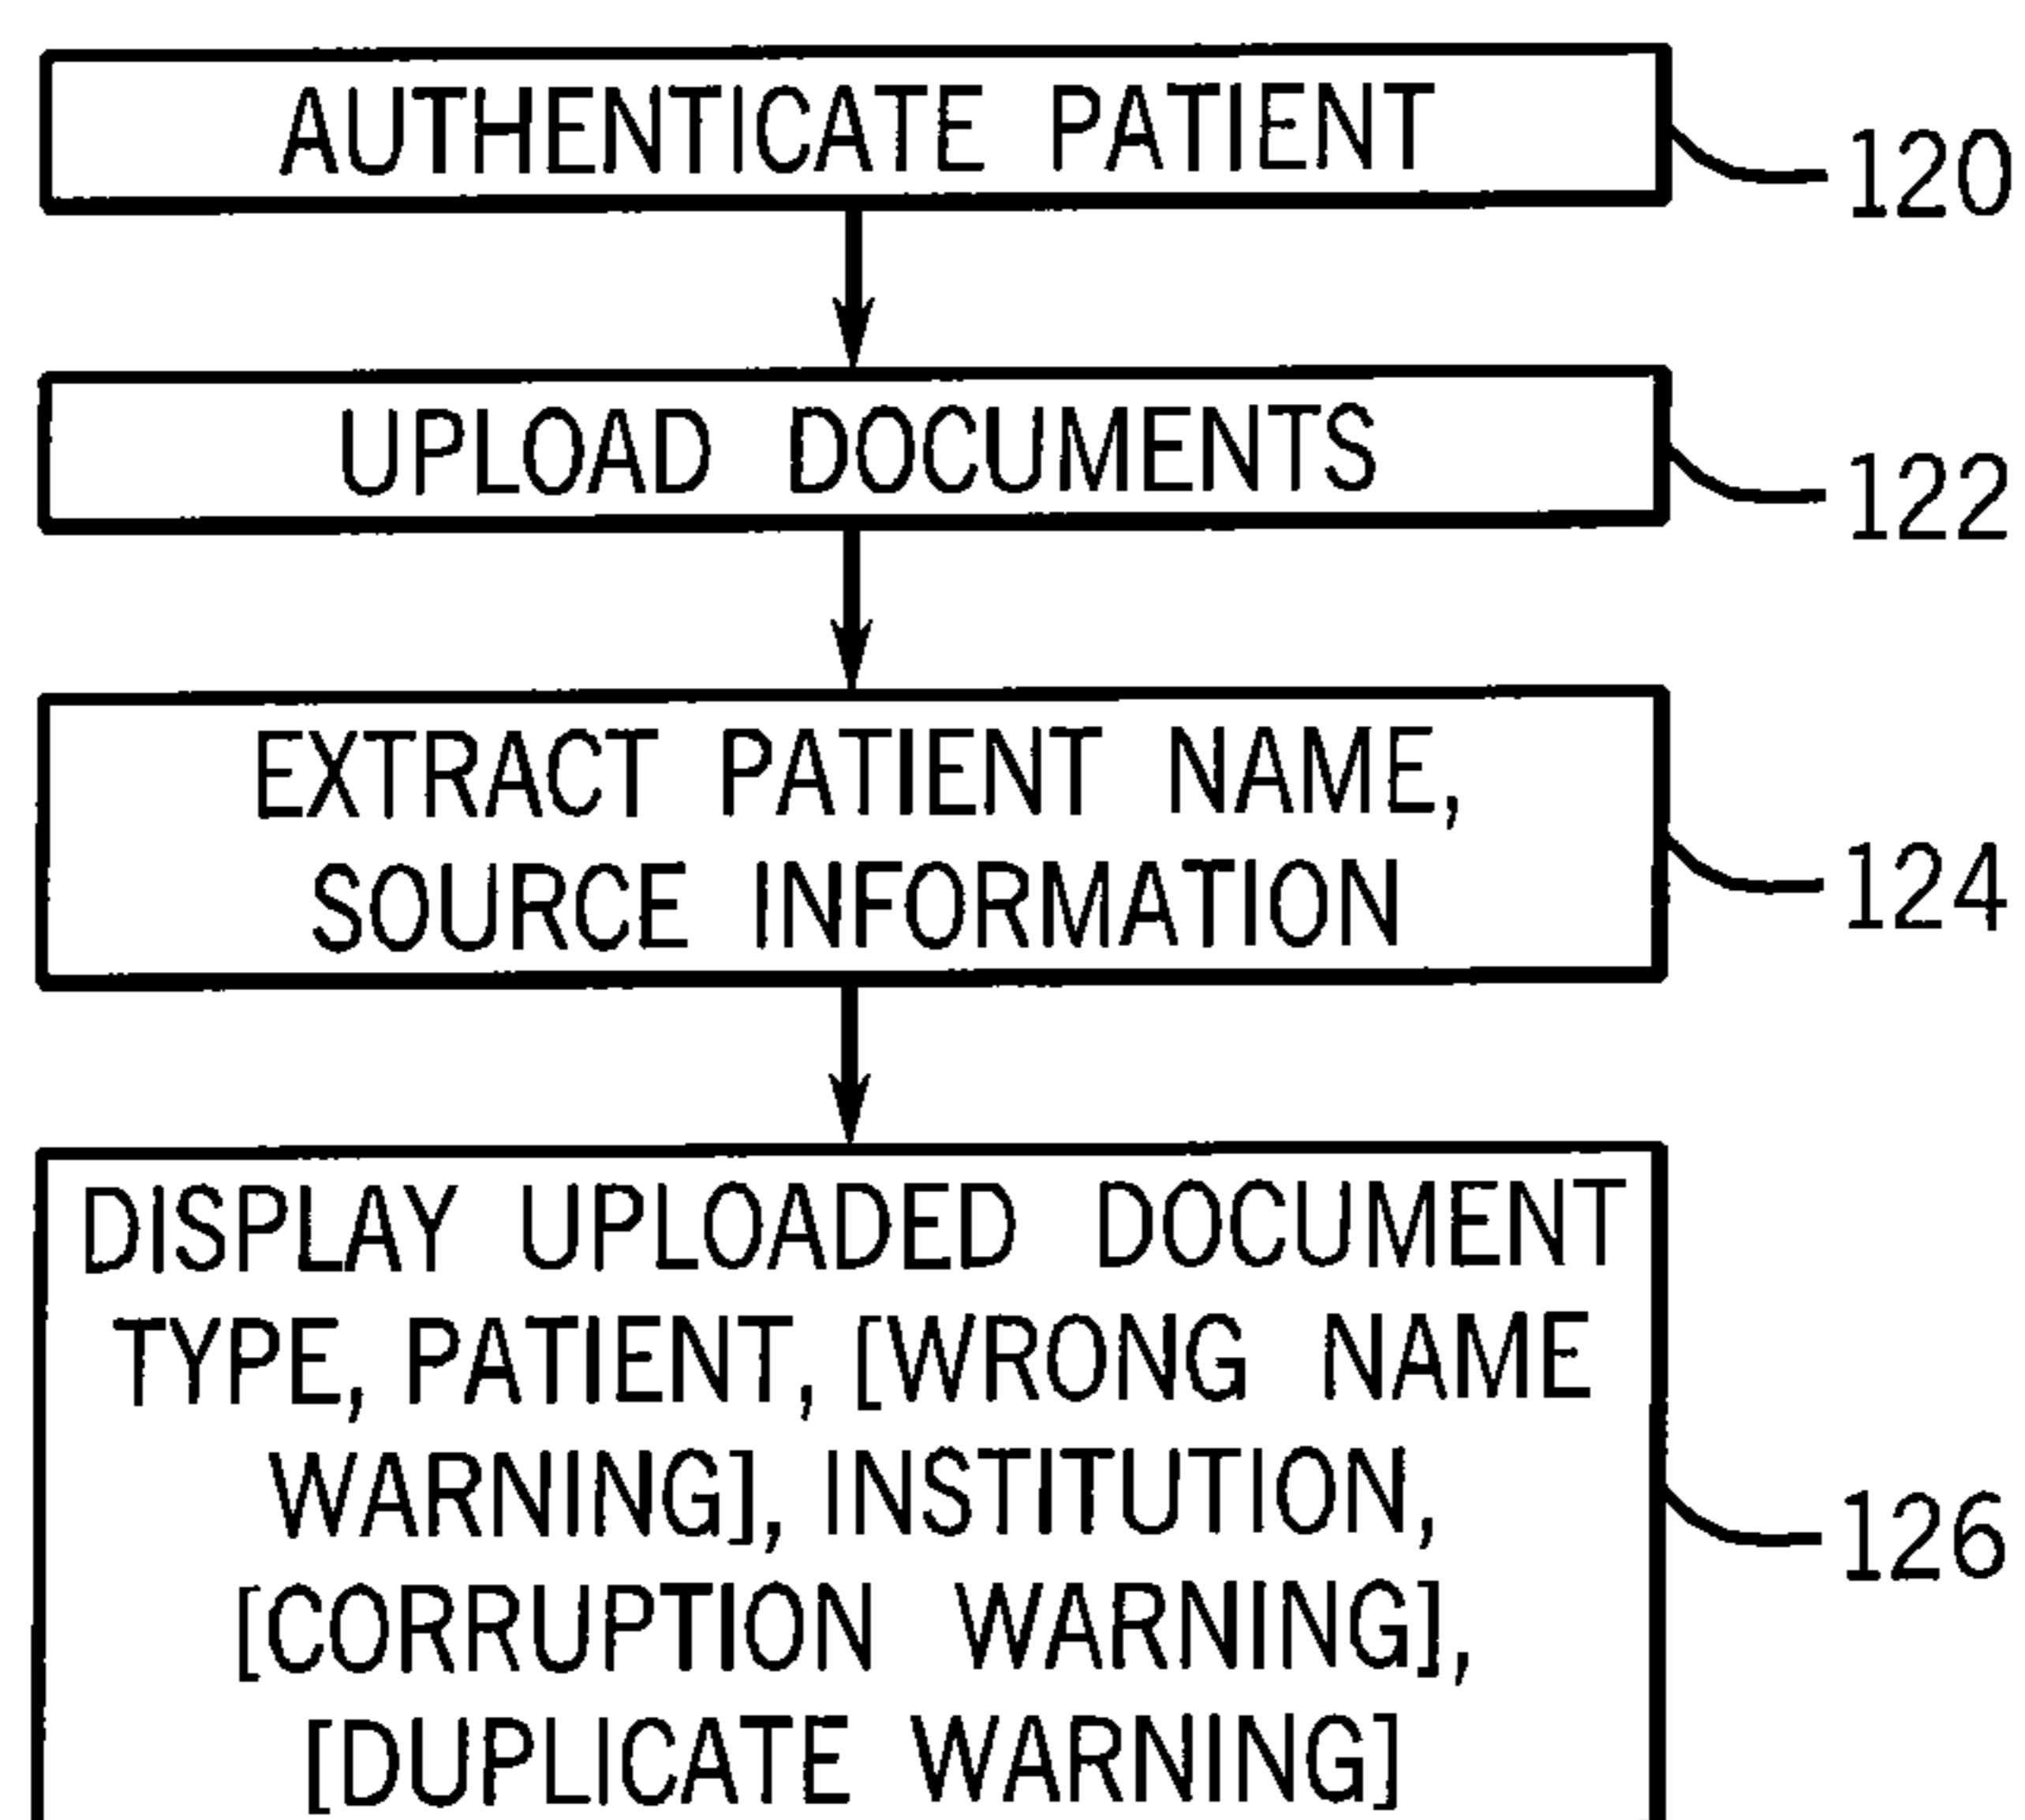 AUTHENTICATE PATIENT
120
UPLOAD DOCUMENTS
122
EXTRACT PATIENT NAME,
SOURCE INFORMATION
124
DISPLAY UPLOADED DOCUMENT
TYPE, PATIENT, [WRONG NAME
WARNING], INSTITUTION,
[CORRUPTION WARNING],
[DUPLICATE WARNING]
126